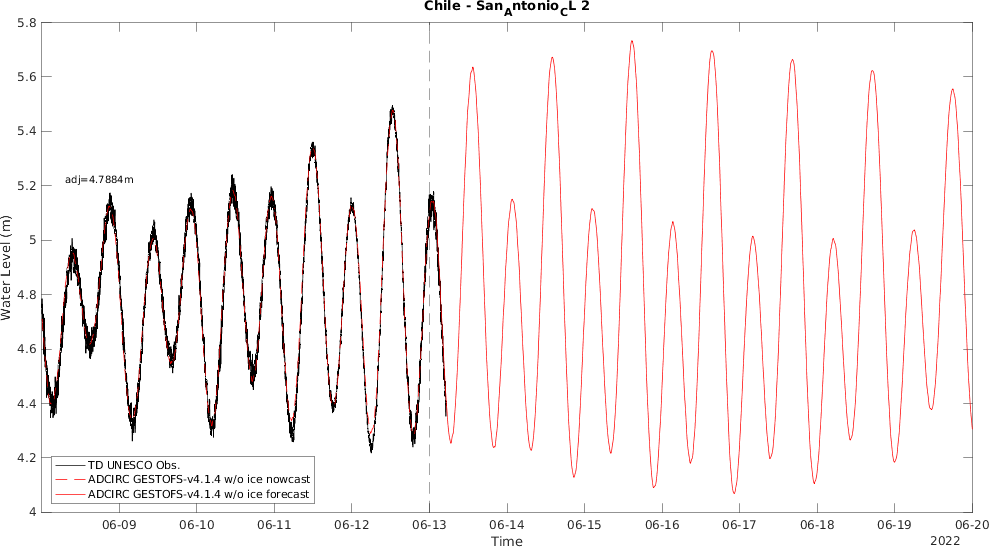 Chile - San_Antonio_CL 2
5.8
5.6
5.4
adj=4.7884m
5.2
5
Water Level (m)
4.8
4.6
4.4
4.2
4
TD UNESCO Obs.
ADCIRC GESTOFS-v4.1.4 w/o ice nowcast
ADCIRC GESTOFS-v4.1.4 w/o ice forecast
06-09 06-10 06-11 06-12 06-13 06-14 06-15 06-16 06-17 06-18 06-19 06-20
Time
2022